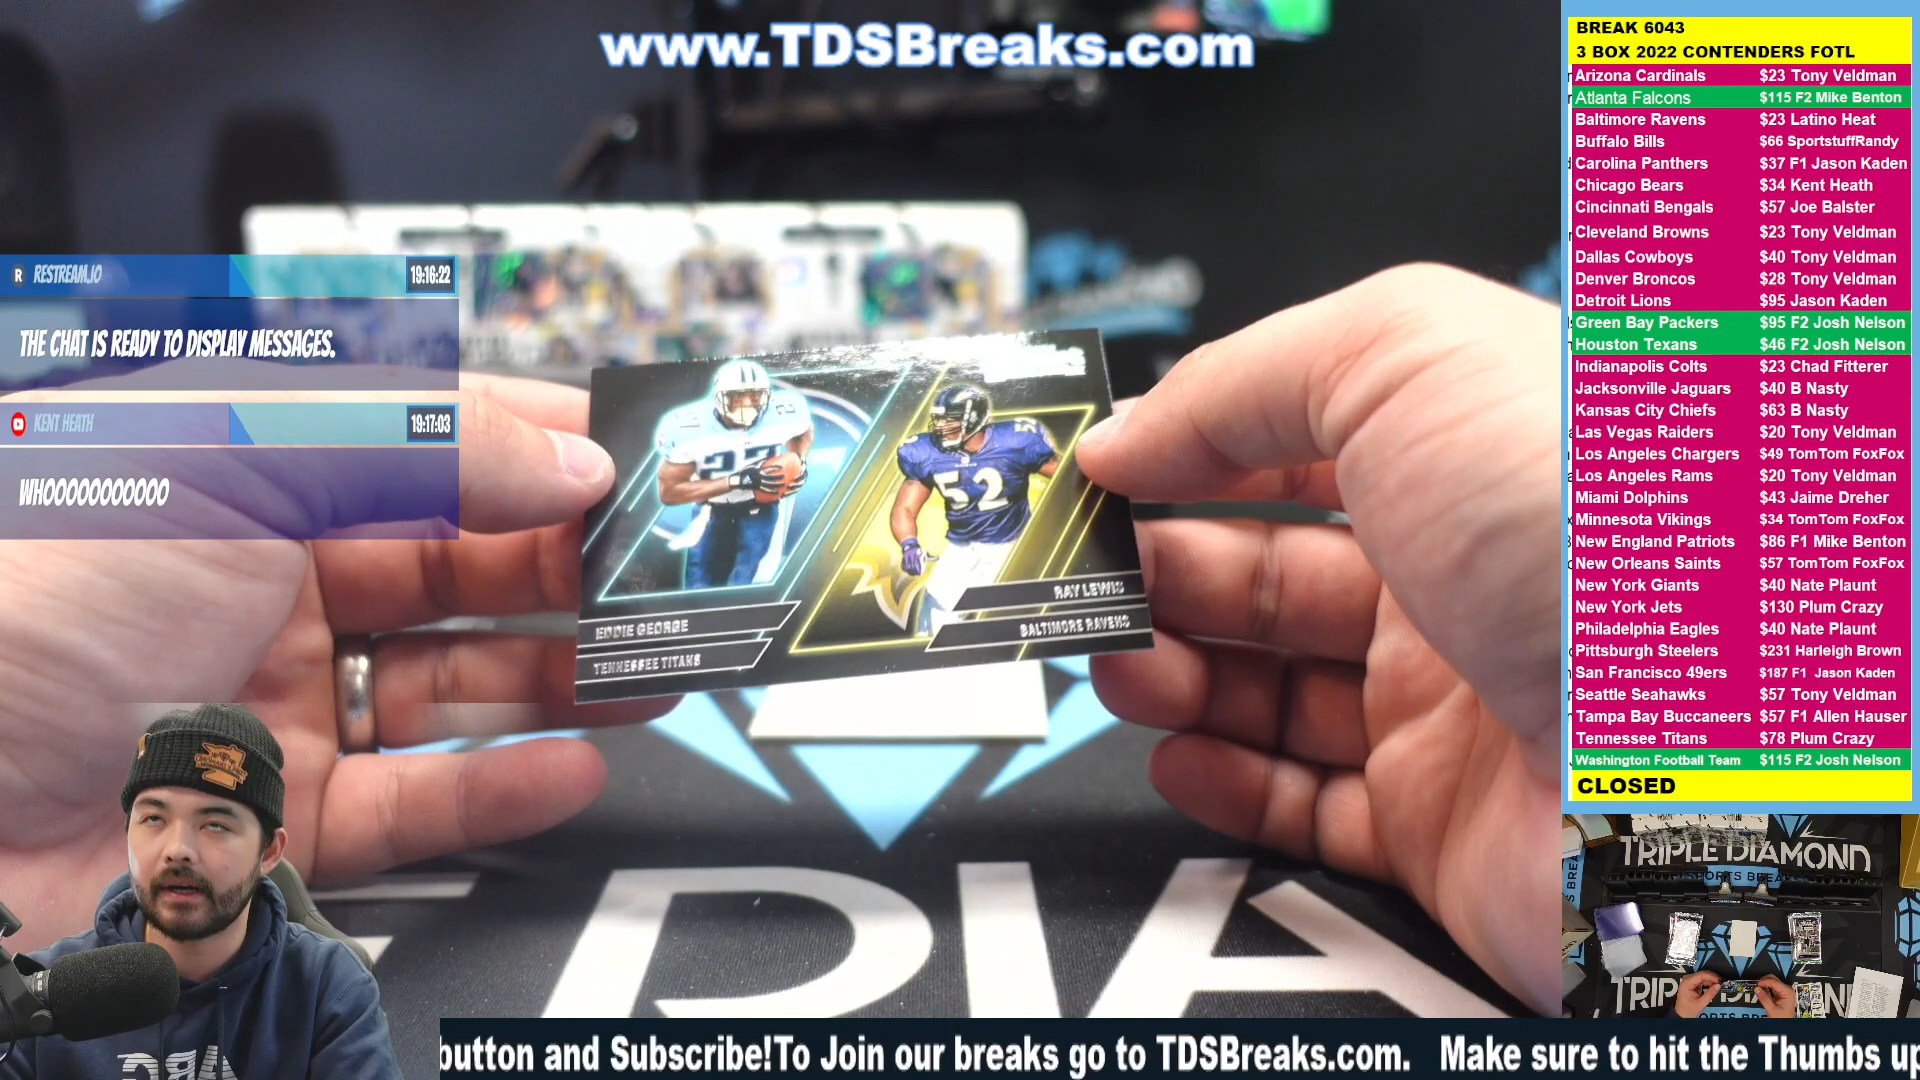 www.TDSBreaks.com
R RESTREAM.IO 19:16:22
THE CHAT IS READY TO DISPLAY MESSAGES.
KENT HEATH 19:17:03
WHOOOOOOOOOOO
27
52
EDDIE GEORGE
TENNESSEE TITANS
RAY LEWIS
BALTIMORE RAVENS
DIA
button and Subscribe!To Join our breaks go to TDSBreaks.com. Make sure to hit the Thumbs up
BREAK 6043
3 BOX 2022 CONTENDERS FOTL
Arizona Cardinals $23 Tony Veldman
Atlanta Falcons $115 F2 Mike Benton
Baltimore Ravens $23 Latino Heat
Buffalo Bills $66 SportstuffRandy
Carolina Panthers $37 F1 Jason Kaden
Chicago Bears $34 Kent Heath
Cincinnati Bengals $57 Joe Balster
Cleveland Browns $23 Tony Veldman
Dallas Cowboys $40 Tony Veldman
Denver Broncos $28 Tony Veldman
Detroit Lions $95 Jason Kaden
Green Bay Packers $95 F2 Josh Nelson
Houston Texans $46 F2 Josh Nelson
Indianapolis Colts $23 Chad Fitterer
Jacksonville Jaguars $40 B Nasty
Kansas City Chiefs $63 B Nasty
Las Vegas Raiders $20 Tony Veldman
Los Angeles Chargers $49 TomTom FoxFox
Los Angeles Rams $20 Tony Veldman
Miami Dolphins $43 Jaime Dreher
Minnesota Vikings $34 TomTom FoxFox
New England Patriots $86 F1 Mike Benton
New Orleans Saints $57 TomTom FoxFox
New York Giants $40 Nate Plaunt
New York Jets $130 Plum Crazy
Philadelphia Eagles $40 Nate Plaunt
Pittsburgh Steelers $231 Harleigh Brown
San Francisco 49ers $187 F1 Jason Kaden
Seattle Seahawks $57 Tony Veldman
Tampa Bay Buccaneers $57 F1 Allen Hauser
Tennessee Titans $78 Plum Crazy
Washington Football Team $115 F2 Josh Nelson
CLOSED
TRIPLE DIAMOND
SPORTS BREA